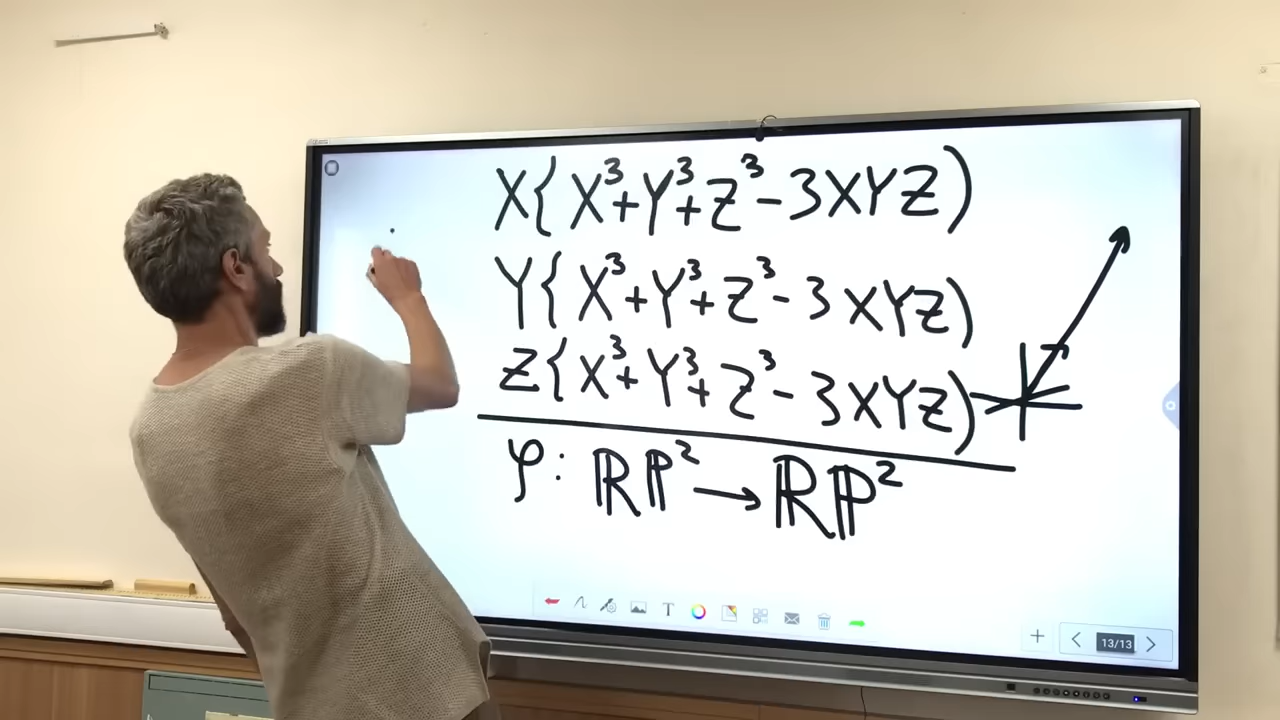 X{X³+Y³+Z³-3XYZ)
Y{X³+Y³+Z³-3XYZ)
Z{X³+Y³+Z³-3XYZ)
φ: ℝℙ² → ℝℙ²
T
13/13